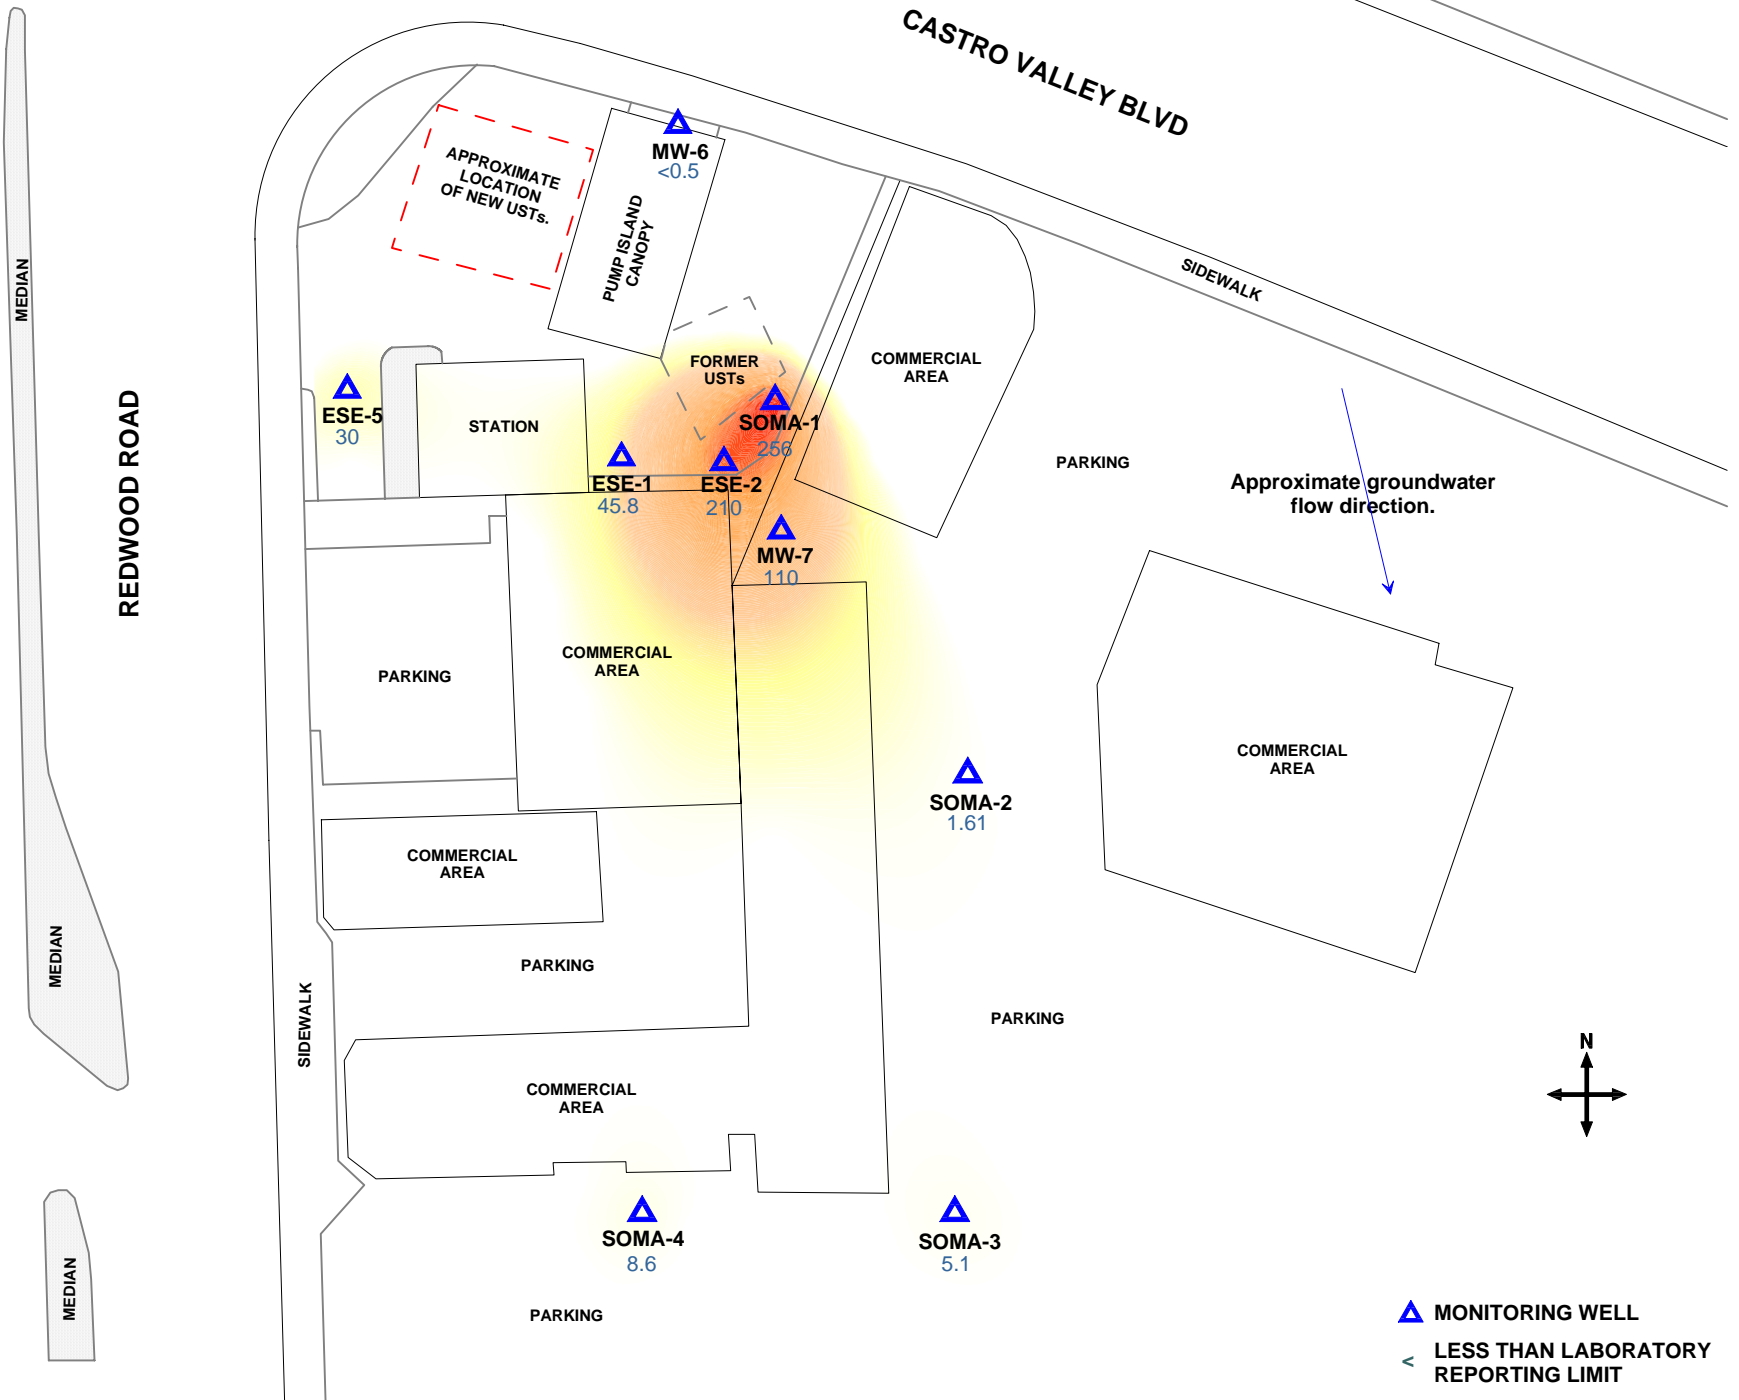 CASTRO VALLEY BLVD
MW-6
<0.5
APPROXIMATE
LOCATION
OF NEW USTs.
PUMP ISLAND
CANOPY
MEDIAN
SIDEWALK
FORMER
USTs
COMMERCIAL
AREA
REDWOOD ROAD
ESE-5
30
STATION
SOMA-1
256
ESE-1
45.8
ESE-2
210
PARKING
Approximate groundwater
flow direction.
MW-7
110
COMMERCIAL
AREA
PARKING
COMMERCIAL
AREA
SOMA-2
1.61
COMMERCIAL
AREA
MEDIAN
PARKING
SIDEWALK
PARKING
N
COMMERCIAL
AREA
SOMA-4
8.6
SOMA-3
5.1
MEDIAN
PARKING
MONITORING WELL
< LESS THAN LABORATORY
REPORTING LIMIT